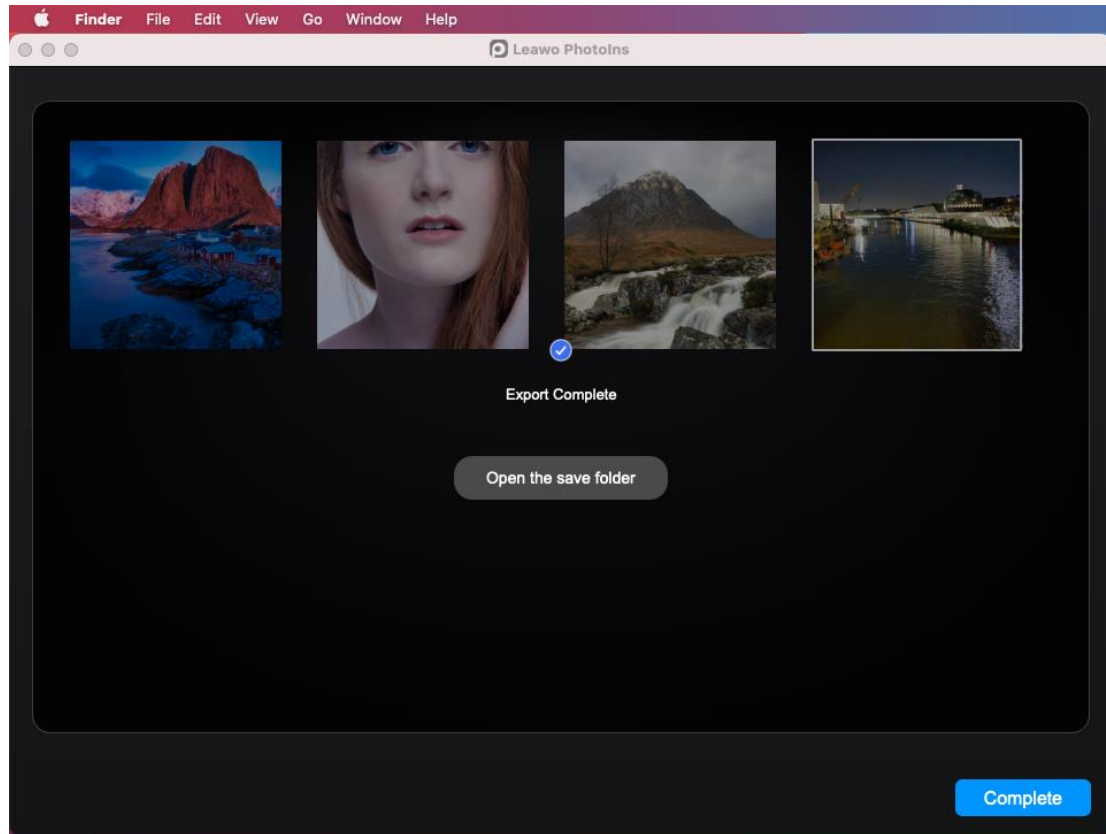 Finder File Edit View Go Window Help
Leawo PhotoIns
Export Complete
Open the save folder
Complete